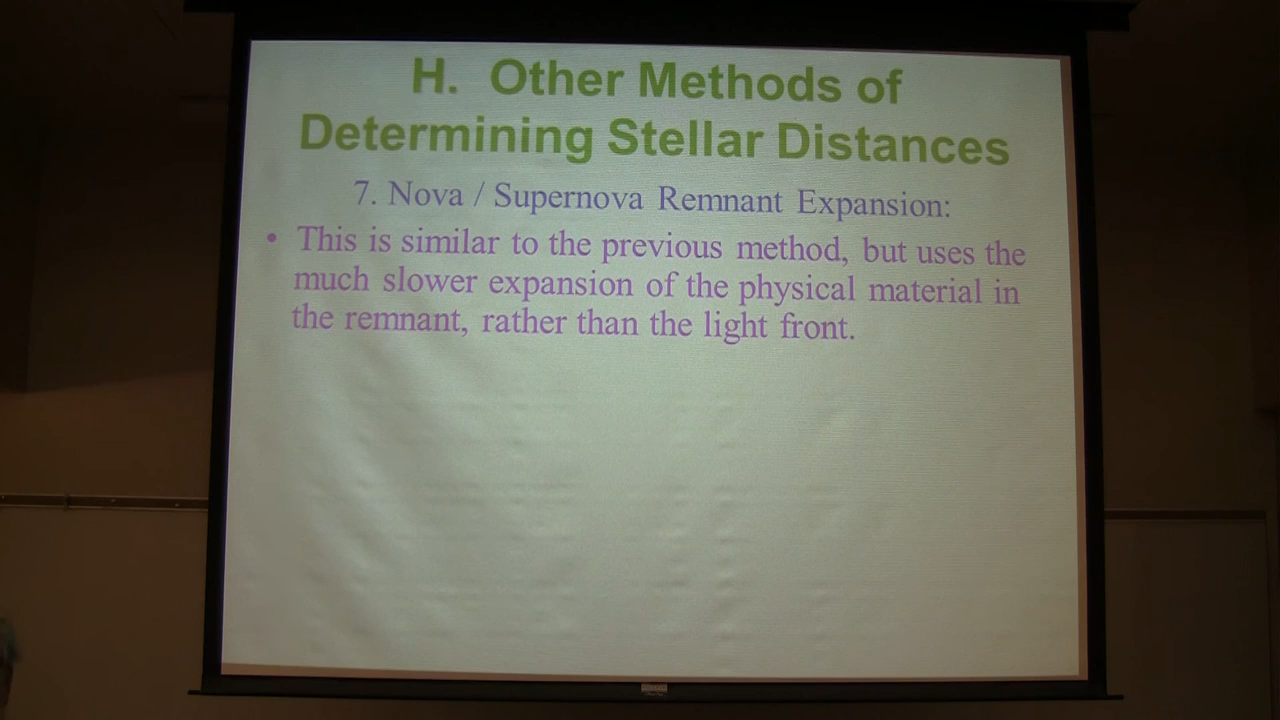 H. Other Methods of
Determining Stellar Distances
7. Nova / Supernova Remnant Expansion:
• This is similar to the previous method, but uses the
much slower expansion of the physical material in
the remnant, rather than the light front.